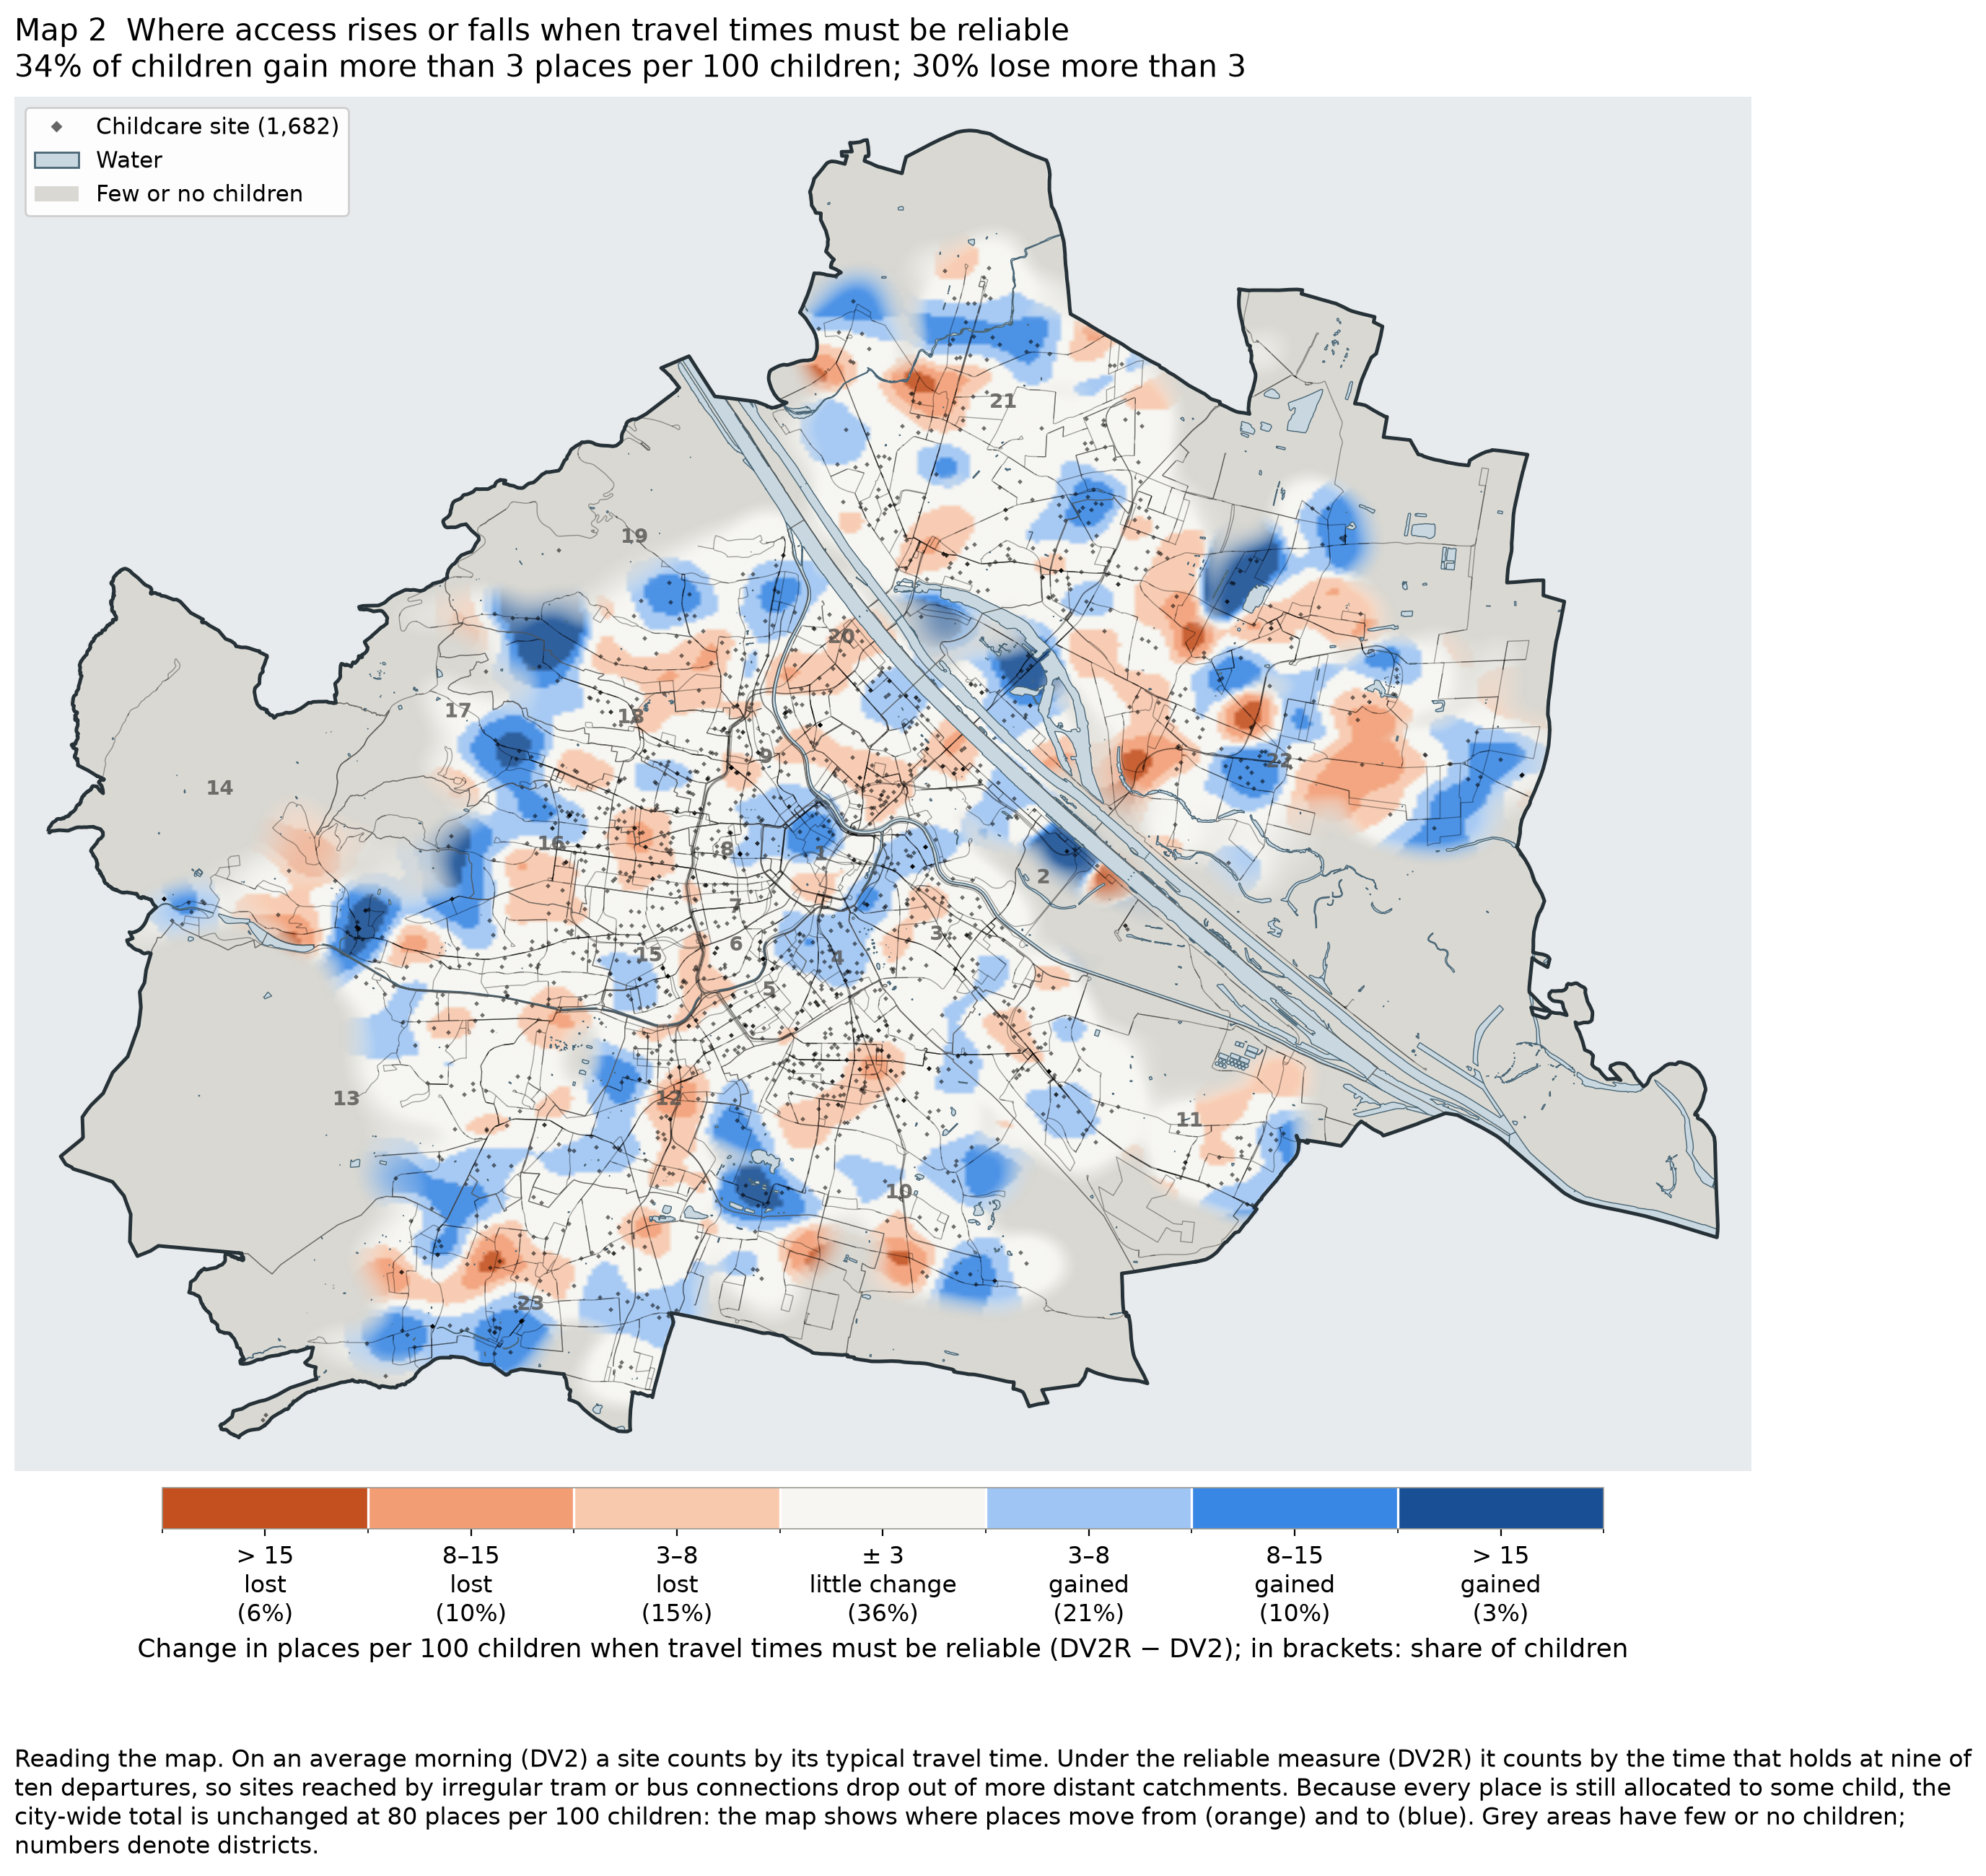 Map 2  Where access rises or falls when travel times must be reliable
34% of children gain more than 3 places per 100 children; 30% lose more than 3
Childcare site (1,682)
Water
Few or no children
21
19
20
17
18
9
22
14
16
8
1
2
7
6
3
15
4
5
13
12
11
10
23
> 15 lost (6%)
8–15 lost (10%)
3–8 lost (15%)
± 3 little change (36%)
3–8 gained (21%)
8–15 gained (10%)
> 15 gained (3%)
Change in places per 100 children when travel times must be reliable (DV2R − DV2); in brackets: share of children
Reading the map. On an average morning (DV2) a site counts by its typical travel time. Under the reliable measure (DV2R) it counts by the time that holds at nine of
ten departures, so sites reached by irregular tram or bus connections drop out of more distant catchments. Because every place is still allocated to some child, the
city-wide total is unchanged at 80 places per 100 children: the map shows where places move from (orange) and to (blue). Grey areas have few or no children;
numbers denote districts.